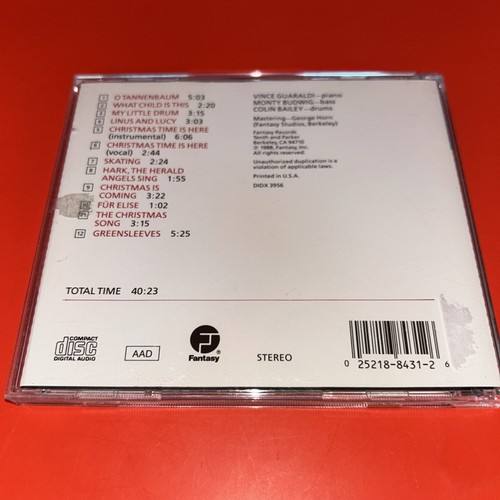 1 O TANNENBAUM 5:03
2 WHAT CHILD IS THIS 2:20
3 MY LITTLE DRUM 3:15
4 LINUS AND LUCY 3:03
5 CHRISTMAS TIME IS HERE
(instrumental) 6:06
6 CHRISTMAS TIME IS HERE
(vocal) 2:44
7 SKATING 2:24
8 HARK, THE HERALD
ANGELS SING 1:55
9 CHRISTMAS IS
COMING 3:22
10 FÜR ELISE 1:02
11 THE CHRISTMAS
SONG 3:15
12 GREENSLEEVES 5:25
TOTAL TIME 40:23
VINCE GUARALDI—piano
MONTY BUDWIG—bass
COLIN BAILEY—drums
Mastering—George Horn
(Fantasy Studios, Berkeley)
Fantasy Records
Tenth and Parker
Berkeley, CA 94710
© 1988, Fantasy, Inc.
All rights reserved.
Unauthorized duplication is a
violation of applicable laws.
Printed in U.S.A.
DIDX 3956
COMPACT
disc
DIGITAL AUDIO
AAD
Fantasy®
STEREO
0 25218-8431-2 6